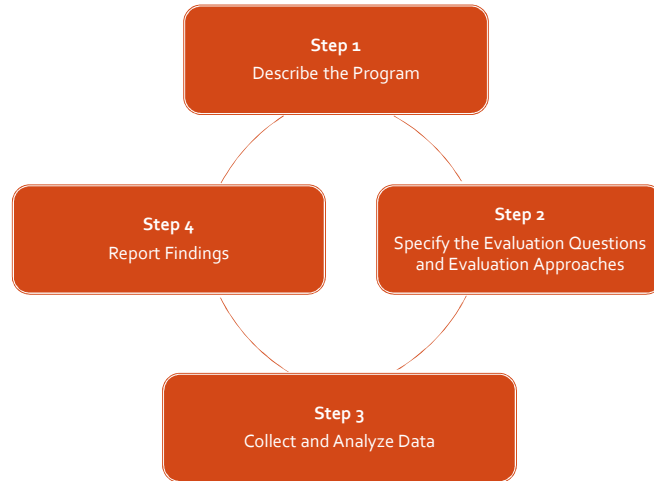 Step 1
Describe the Program
Step 2
Specify the Evaluation Questions
and Evaluation Approaches
Step 3
Collect and Analyze Data
Step 4
Report Findings